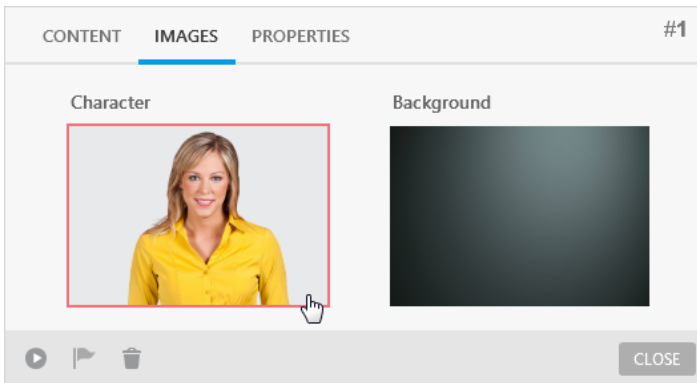 CONTENT IMAGES PROPERTIES #1
Character Background
CLOSE